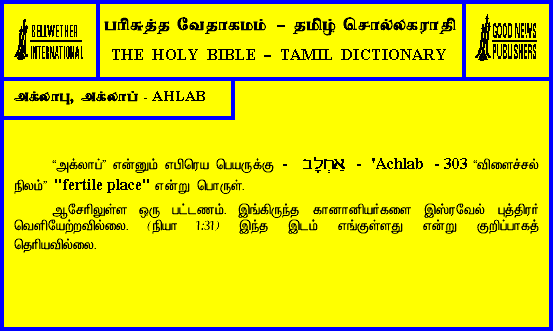 BELLWETHER
INTERNATIONAL
பரிசுத்த வேதாகமம் – தமிழ் சொல்லகராதி
THE HOLY BIBLE – TAMIL DICTIONARY
GOOD NEWS
PUBLISHERS
அக்லாபு, அக்லாப் - AHLAB
“அக்லாப்” என்னும் எபிரெய பெயருக்கு - אַחְלָב - 'Achlab - 303 “விளைச்சல்
நிலம்” "fertile place" என்று பொருள்.
ஆசேரிலுள்ள ஒரு பட்டணம். இங்கிருந்த கானானியர்களை இஸ்ரவேல் புத்திரர்
வெளியேற்றவில்லை. (நியா 1:31) இந்த இடம் எங்குள்ளது என்று குறிப்பாகத்
தெரியவில்லை.